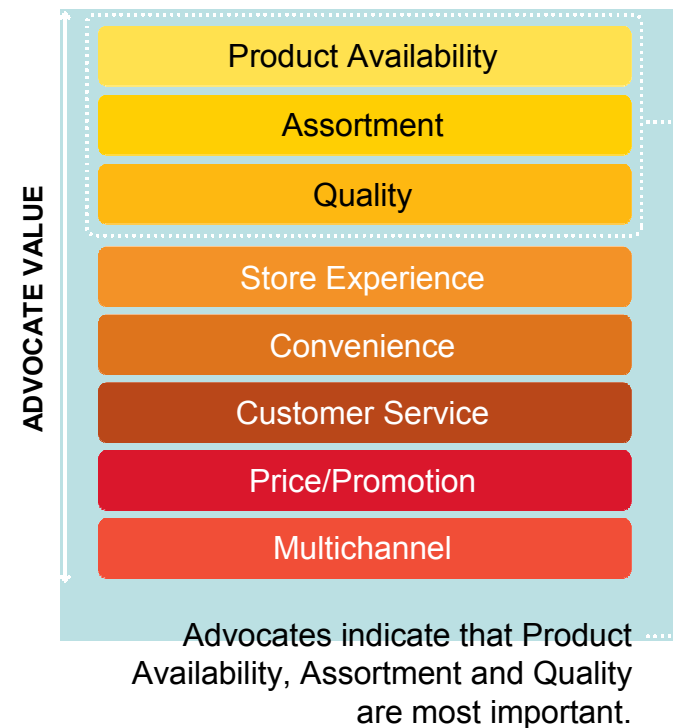 Product Availability
Assortment
Quality
ADVOCATE VALUE
Store Experience
Convenience
Customer Service
Price/Promotion
Multichannel
Advocates indicate that Product
Availability, Assortment and Quality
are most important.